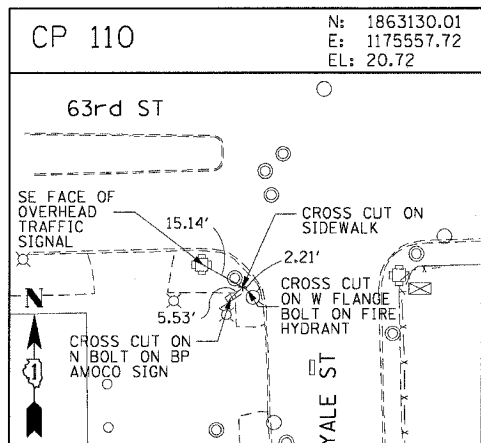 CP 110
N: 1863130.01
E: 1175557.72
EL: 20.72
63rd ST
SE FACE OF
OVERHEAD
TRAFFIC
SIGNAL
15.14'
CROSS CUT ON
SIDEWALK
2.21'
CROSS CUT
ON W FLANGE
BOLT ON FIRE
HYDRANT
5.53'
CROSS CUT ON
N BOLT ON BP
AMOCO SIGN
N
1
YALE ST